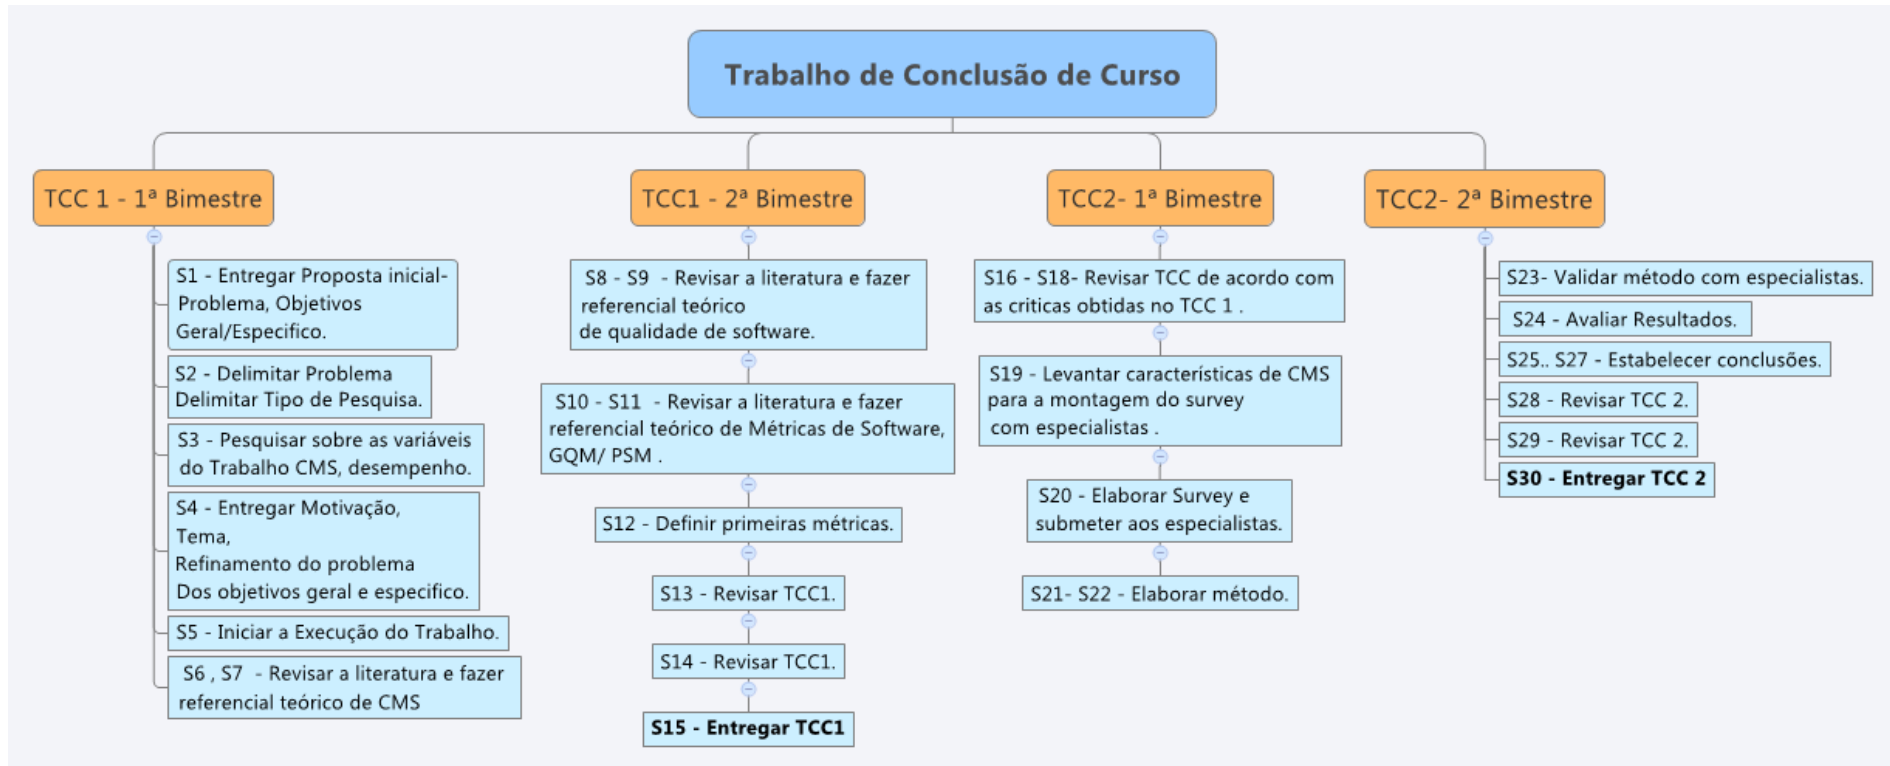 Trabalho de Conclusão de Curso
TCC 1 - 1ª Bimestre
S1 - Entregar Proposta inicial-
Problema, Objetivos
Geral/Especifico.
S2 - Delimitar Problema
Delimitar Tipo de Pesquisa.
S3 - Pesquisar sobre as variáveis
do Trabalho CMS, desempenho.
S4 - Entregar Motivação,
Tema,
Refinamento do problema
Dos objetivos geral e especifico.
S5 - Iniciar a Execução do Trabalho.
S6 , S7 - Revisar a literatura e fazer
referencial teórico de CMS
TCC1 - 2ª Bimestre
S8 - S9 - Revisar a literatura e fazer
referencial teórico
de qualidade de software.
S10 - S11 - Revisar a literatura e fazer
referencial teórico de Métricas de Software,
GQM/ PSM .
S12 - Definir primeiras métricas.
S13 - Revisar TCC1.
S14 - Revisar TCC1.
S15 - Entregar TCC1
TCC2- 1ª Bimestre
S16 - S18- Revisar TCC de acordo com
as criticas obtidas no TCC 1 .
S19 - Levantar características de CMS
para a montagem do survey
com especialistas .
S20 - Elaborar Survey e
submeter aos especialistas.
S21- S22 - Elaborar método.
TCC2- 2ª Bimestre
S23- Validar método com especialistas.
S24 - Avaliar Resultados.
S25.. S27 - Estabelecer conclusões.
S28 - Revisar TCC 2.
S29 - Revisar TCC 2.
S30 - Entregar TCC 2